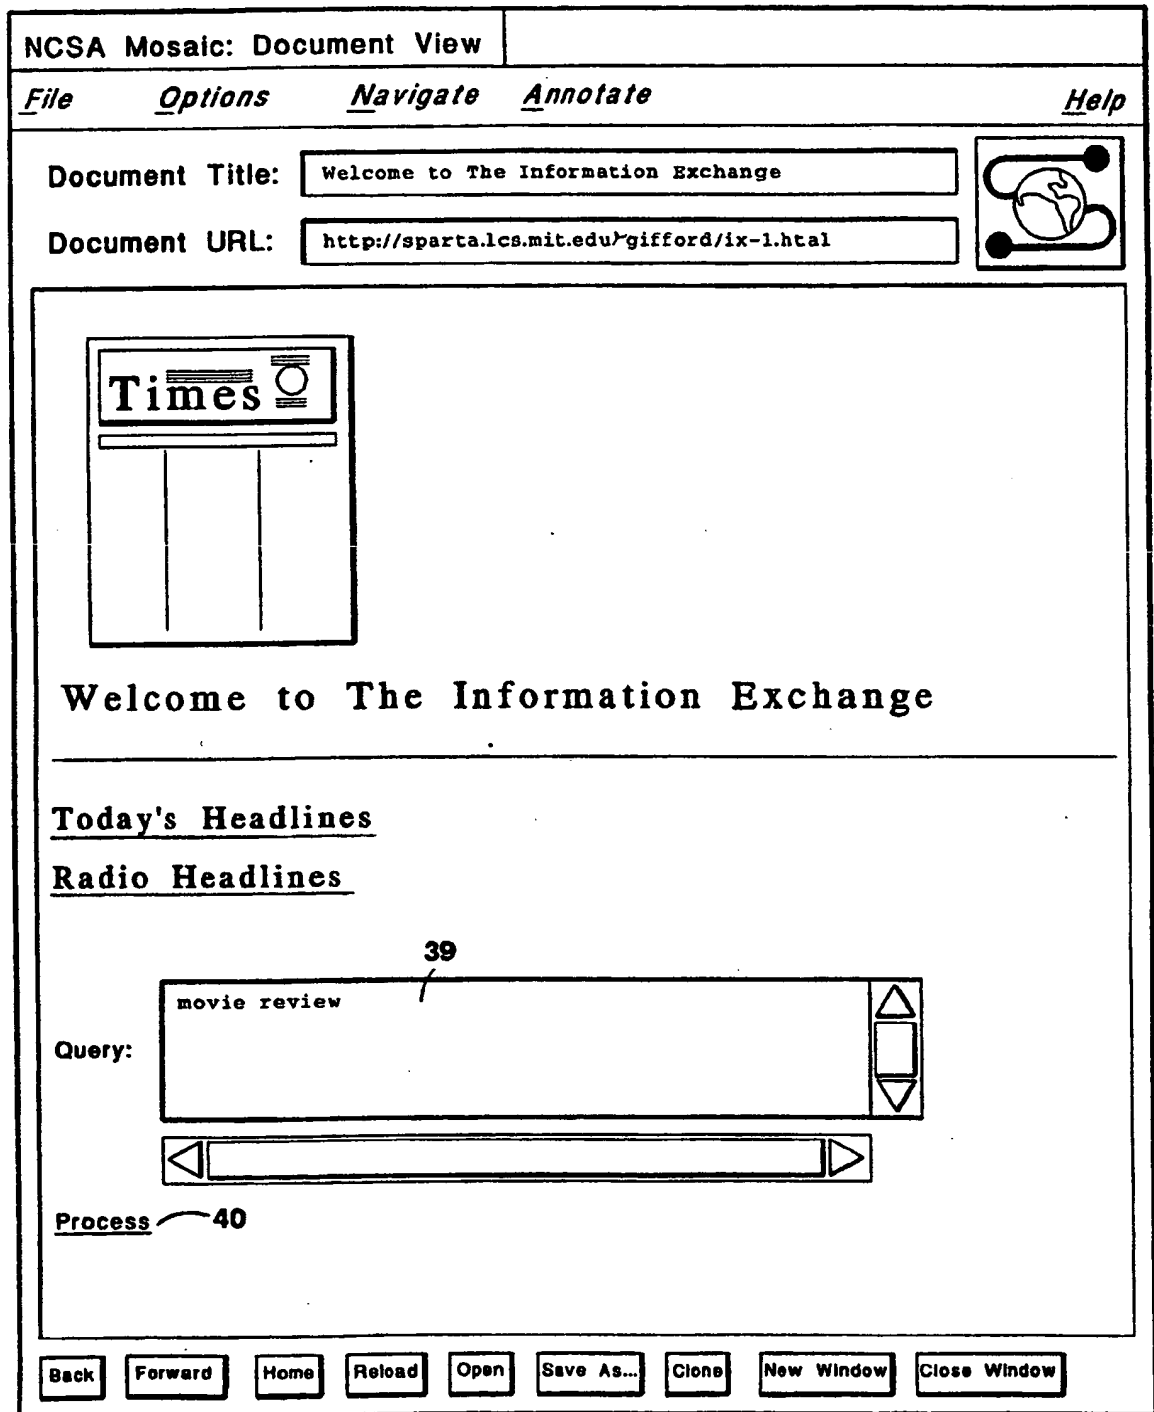 NCSA Mosaic: Document View
File Options Navigate Annotate Help
Document Title: Welcome to The Information Exchange
Document URL: http://sparta.lcs.mit.edu/~gifford/ix-1.htal
Times
Welcome to The Information Exchange
Today's Headlines
Radio Headlines
39
movie review
Query:
Process 40
Back Forward Home Reload Open Save As... Clone New Window Close Window